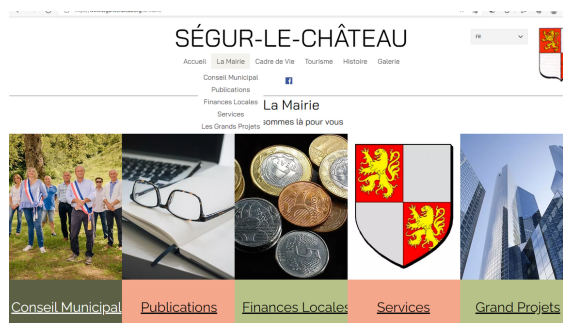 SÉGUR-LE-CHÂTEAU
Accueil La Mairie Cadre de Vie Tourisme Histoire Galerie
Conseil Municipal
Publications
Finances Locales
Services
Les Grands Projets
La Mairie
sommes là pour vous
Conseil Municipal Publications Finances Locales Services Grand Projets